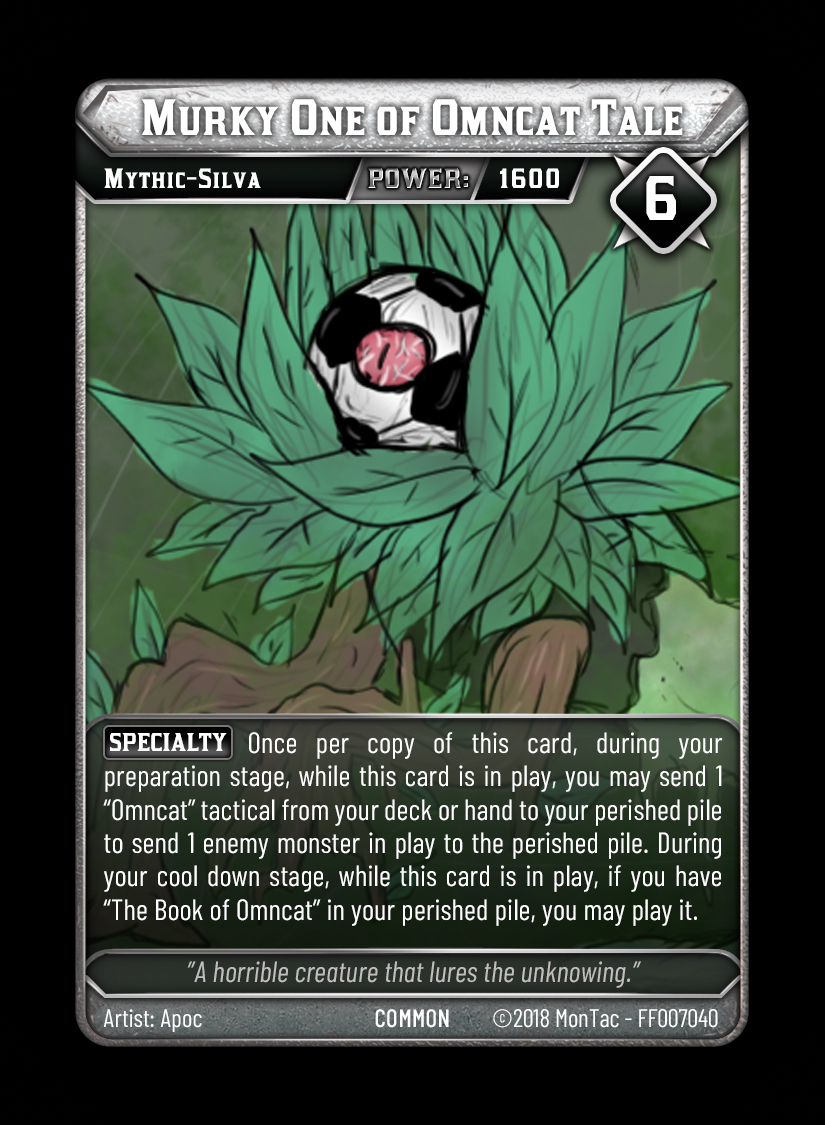 Murky One of Omncat Tale
Mythic-Silva POWER: 1600
6
SPECIALTY Once per copy of this card, during your
preparation stage, while this card is in play, you may send 1
“Omncat” tactical from your deck or hand to your perished pile
to send 1 enemy monster in play to the perished pile. During
your cool down stage, while this card is in play, if you have
“The Book of Omncat” in your perished pile, you may play it.
“A horrible creature that lures the unknowing.”
Artist: Apoc COMMON ©2018 MonTac - FF007040